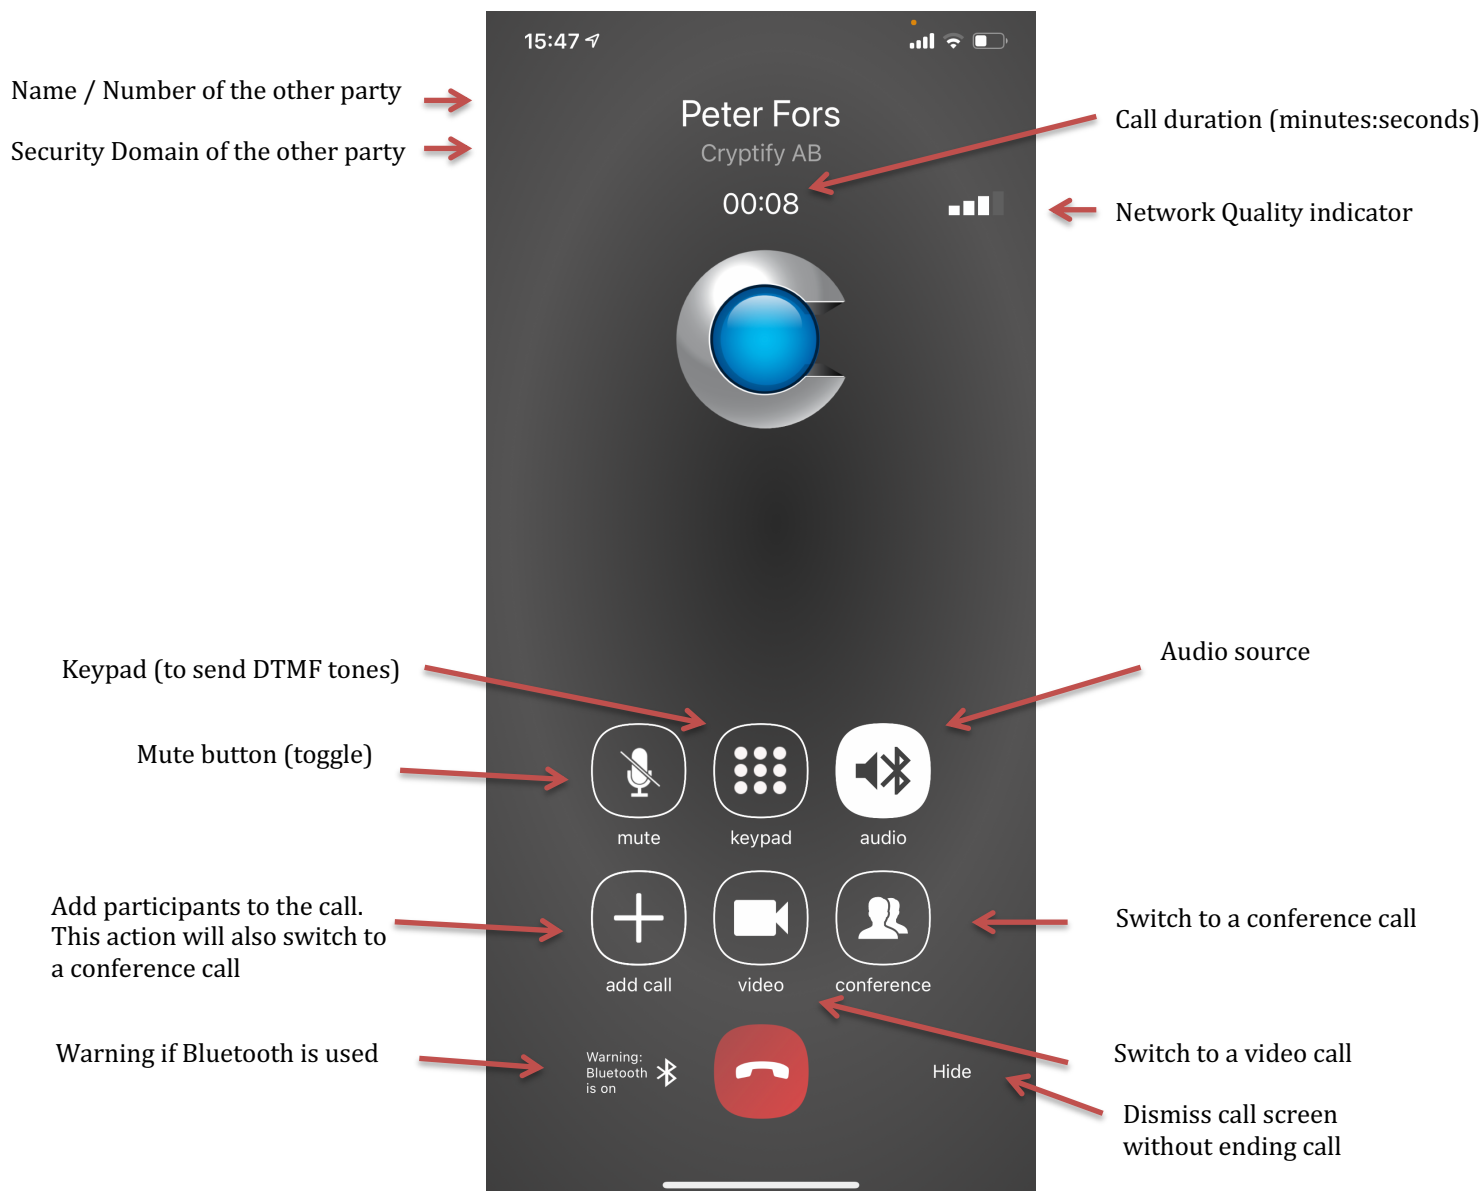 15:47
Name / Number of the other party
Peter Fors
Call duration (minutes:seconds)
Security Domain of the other party
Cryptify AB
00:08
Network Quality indicator
Audio source
Keypad (to send DTMF tones)
Mute button (toggle)
mute
keypad
audio
Add participants to the call.
This action will also switch to
a conference call
Switch to a conference call
add call
video
conference
Warning if Bluetooth is used
Warning:
Bluetooth
is on
Hide
Switch to a video call
Dismiss call screen
without ending call